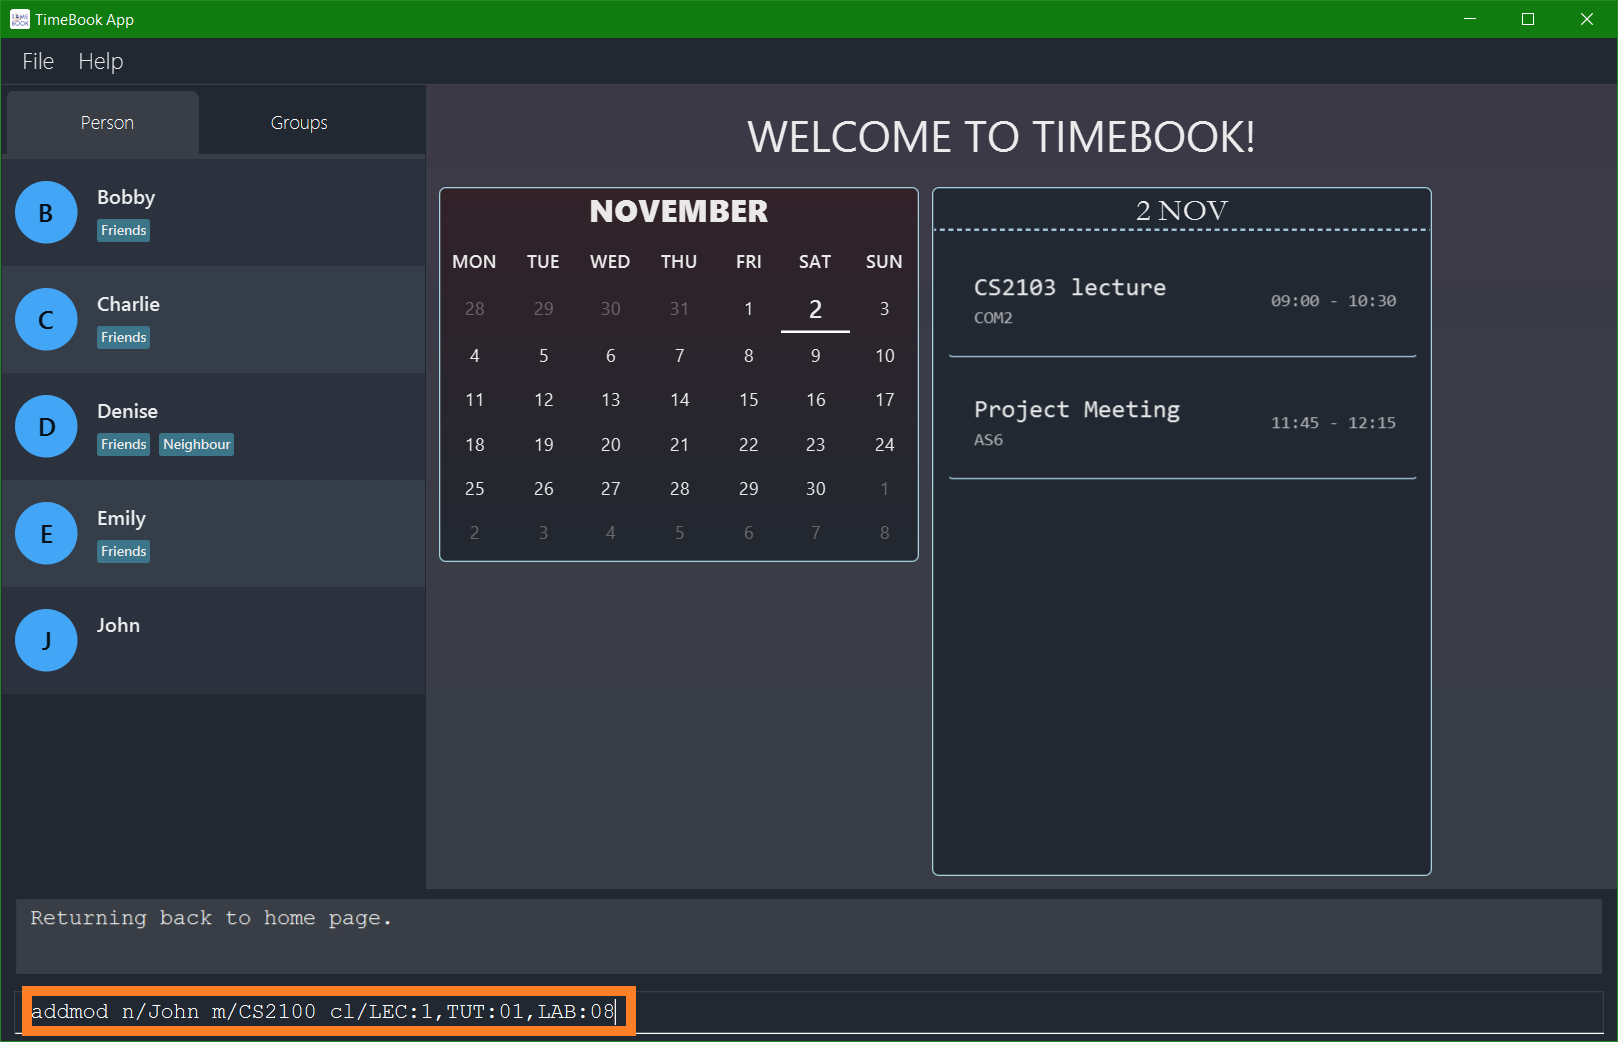 TimeBook App
File Help
Person Groups
B Bobby
Friends
C Charlie
Friends
D Denise
Friends Neighbour
E Emily
Friends
J John
WELCOME TO TIMEBOOK!
NOVEMBER
MON TUE WED THU FRI SAT SUN
28 29 30 31 1 2 3
4 5 6 7 8 9 10
11 12 13 14 15 16 17
18 19 20 21 22 23 24
25 26 27 28 29 30 1
2 3 4 5 6 7 8
2 NOV
CS2103 lecture
09:00 - 10:30
COM2
Project Meeting
11:45 - 12:15
AS6
Returning back to home page.
addmod n/John m/CS2100 cl/LEC:1,TUT:01,LAB:08